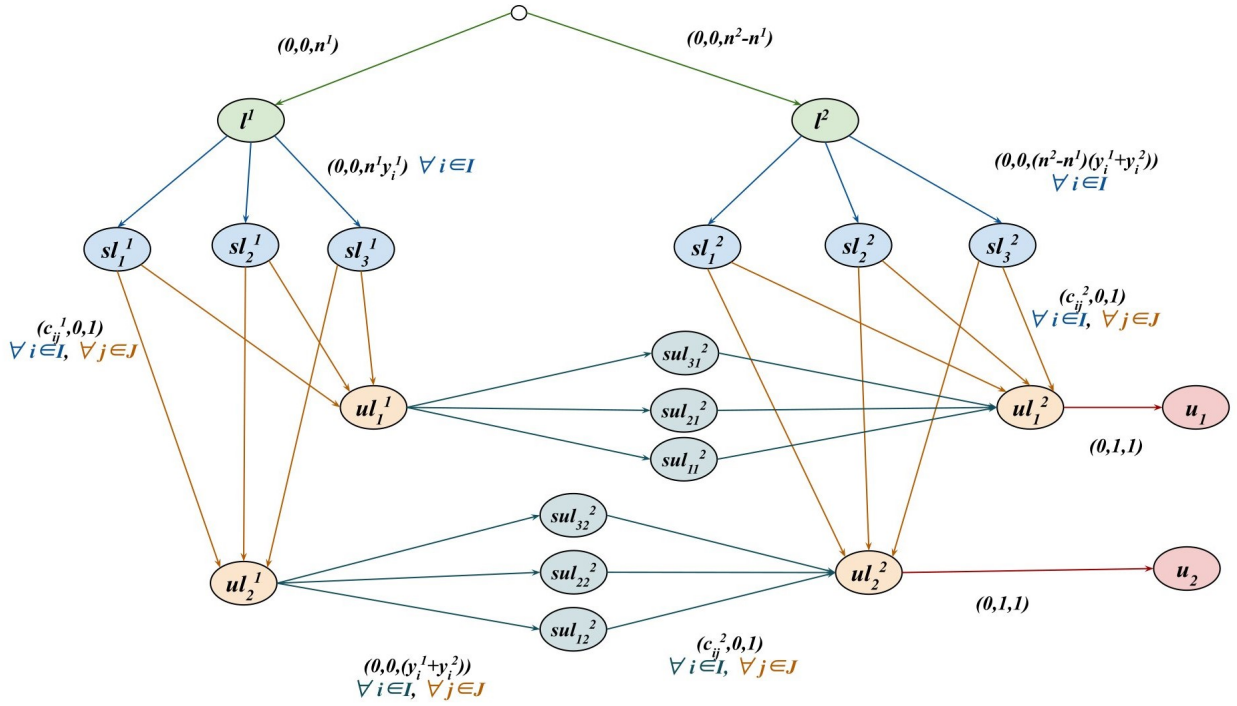 (0,0,n¹)
(0,0,n²-n¹)
l¹
l²
(0,0,n¹yᵢ¹) ∀ i∈I
(0,0,(n²-n¹)(yᵢ¹+yᵢ²))
∀ i∈I
sl₁¹
sl₂¹
sl₃¹
sl₁²
sl₂²
sl₃²
(cᵢⱼ¹,0,1)
∀ i∈I, ∀ j∈J
(cᵢⱼ²,0,1)
∀ i∈I, ∀ j∈J
sul₃₁²
ul₁¹
sul₂₁²
ul₁²
u₁
sul₁₁²
(0,1,1)
sul₃₂²
ul₂¹
sul₂₂²
ul₂²
u₂
(0,1,1)
sul₁₂²
(0,0,(yᵢ¹+yᵢ²))
∀ i∈I, ∀ j∈J
(cᵢⱼ²,0,1)
∀ i∈I, ∀ j∈J